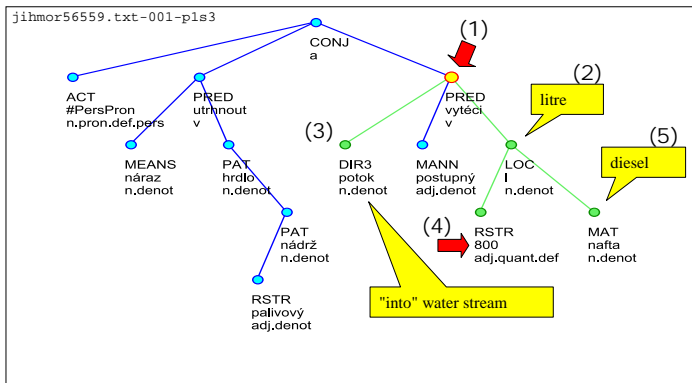 jihmor56559.txt-001-p1s3
CONJ
a
(1)
ACT
#PersPron
n.pron.def.pers
PRED
utrhnout
v
PRED
vytéci
v
(2)
litre
(3)
MEANS
náraz
n.denot
PAT
hrdlo
n.denot
DIR3
potok
n.denot
MANN
postupný
adj.denot
LOC
l
n.denot
(5)
diesel
PAT
nádrž
n.denot
(4)
RSTR
800
adj.quant.def
MAT
nafta
n.denot
RSTR
palivový
adj.denot
"into" water stream